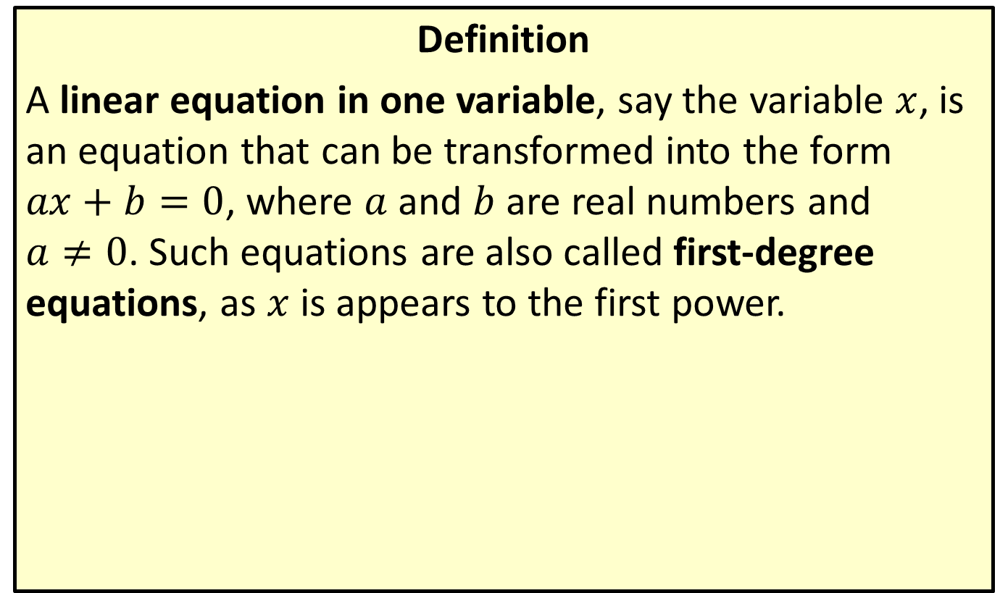 Definition
A linear equation in one variable, say the variable x, is
an equation that can be transformed into the form
ax + b = 0, where a and b are real numbers and
a ≠ 0. Such equations are also called first-degree
equations, as x is appears to the first power.